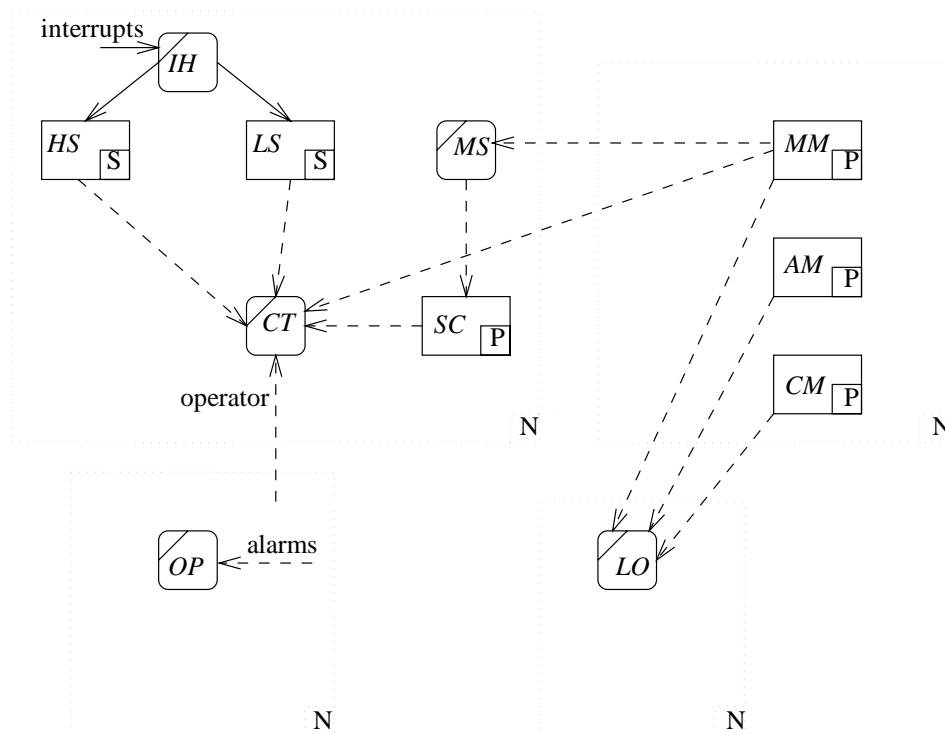 interrupts
IH
HS
S
LS
S
MS
MM
P
AM
P
CT
SC
P
CM
P
operator
N
N
OP
alarms
LO
N
N